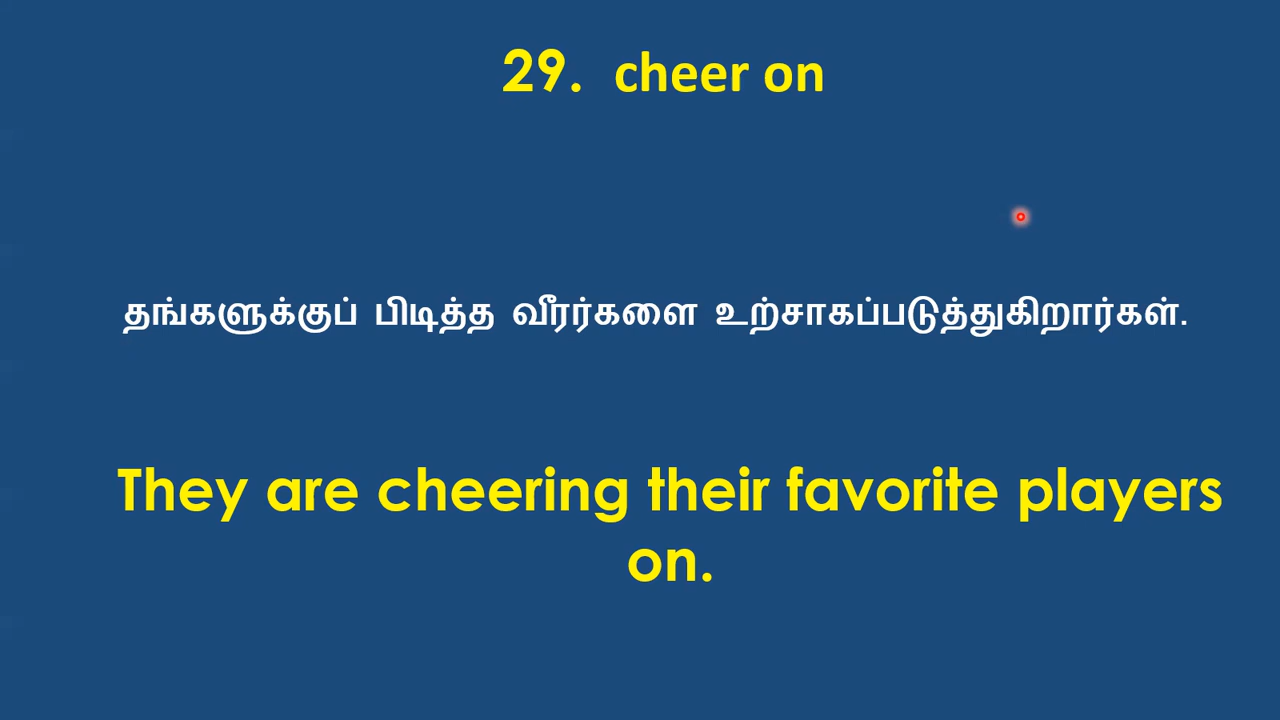 29. cheer on
தங்களுக்குப் பிடித்த வீரர்களை உற்சாகப்படுத்துகிறார்கள்.
They are cheering their favorite players
on.